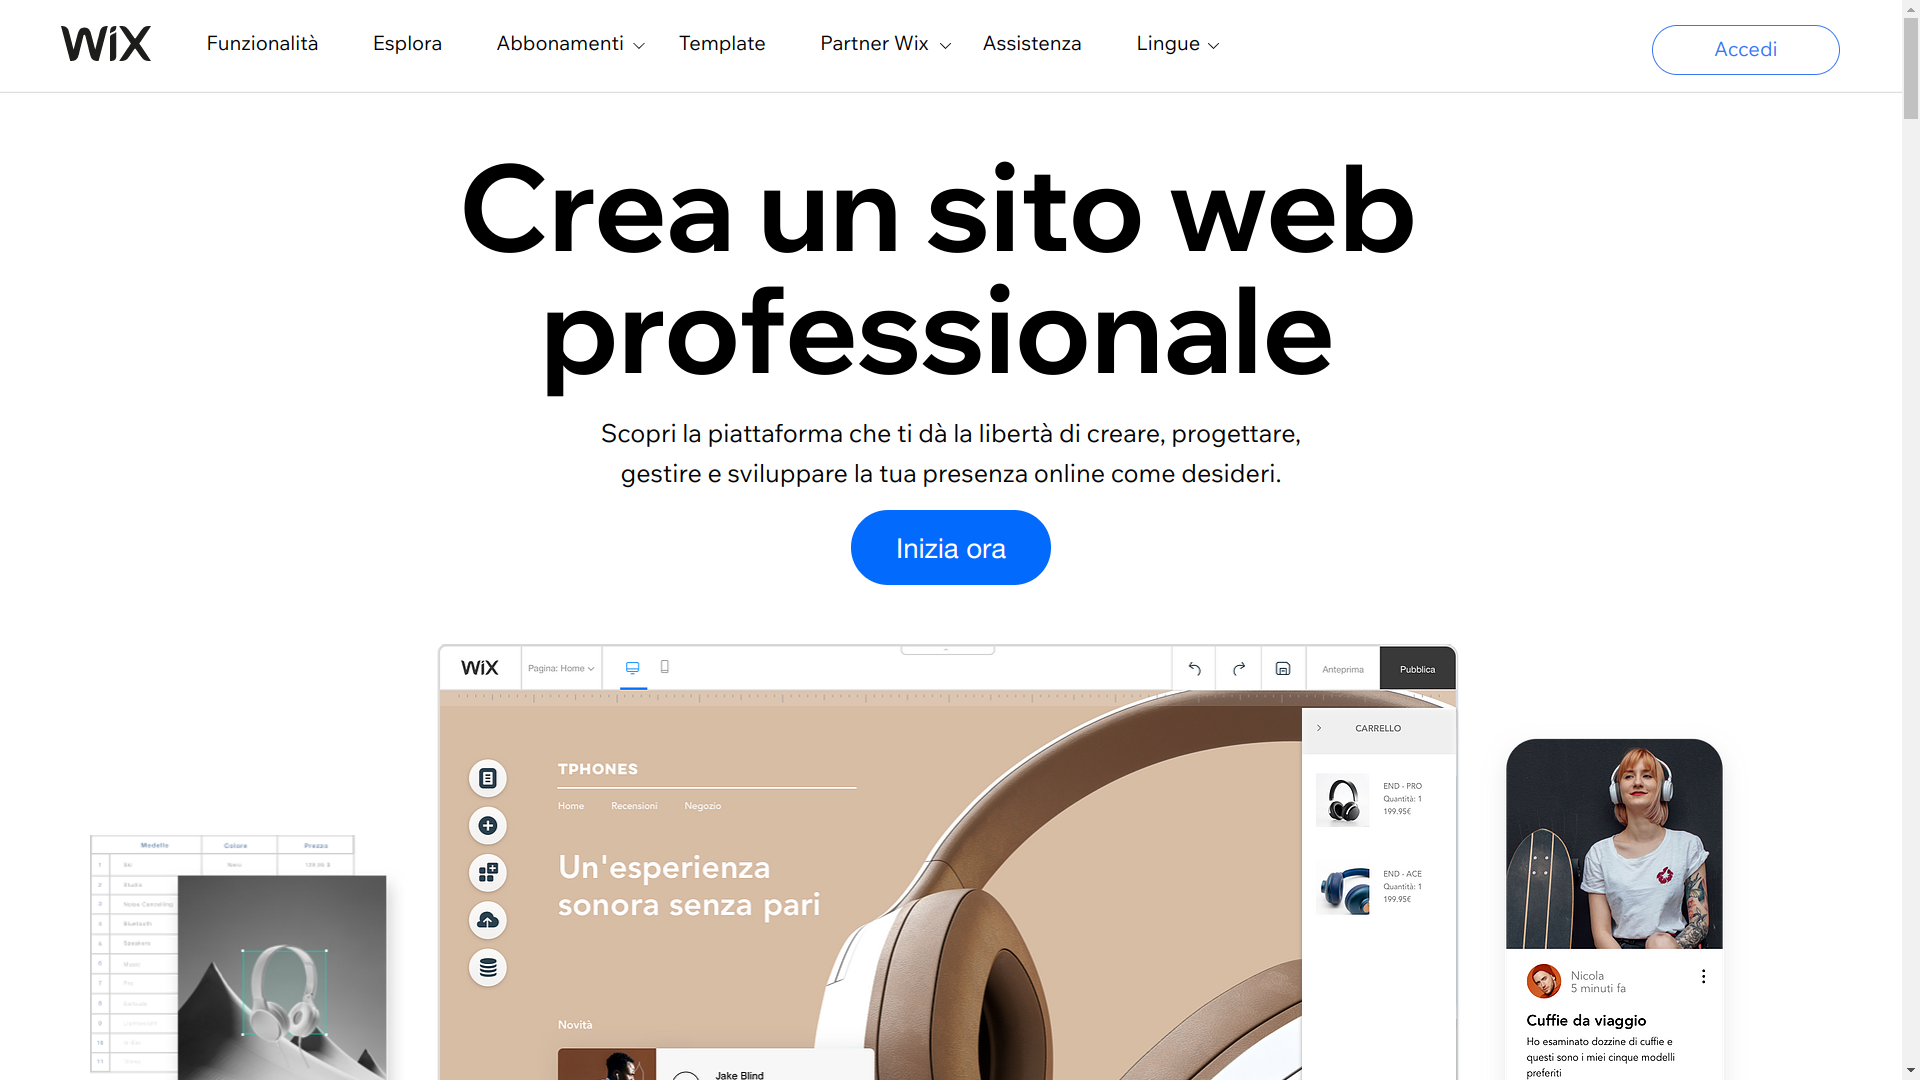 WiX
Funzionalità
Esplora
Abbonamenti
Template
Partner Wix
Assistenza
Lingue
Accedi
Crea un sito web
professionale
Scopri la piattaforma che ti dà la libertà di creare, progettare,
gestire e sviluppare la tua presenza online come desideri.
Inizia ora
WiX
Pagina: Home
Anteprima
Pubblica
CARRELLO
TPHONES
Home
Recensioni
Negozio
END - PRO
Quantità: 1
199.95€
END - ACE
Quantità: 1
199.95€
Un'esperienza
sonora senza pari
Novità
Jake Blind
Modello
Colore
Prezzo
Studio
Noise Cancelling
Bluetooth
Nicola
5 minuti fa
Cuffie da viaggio
Ho esaminato dozzine di cuffie e
questi sono i miei cinque modelli
preferiti